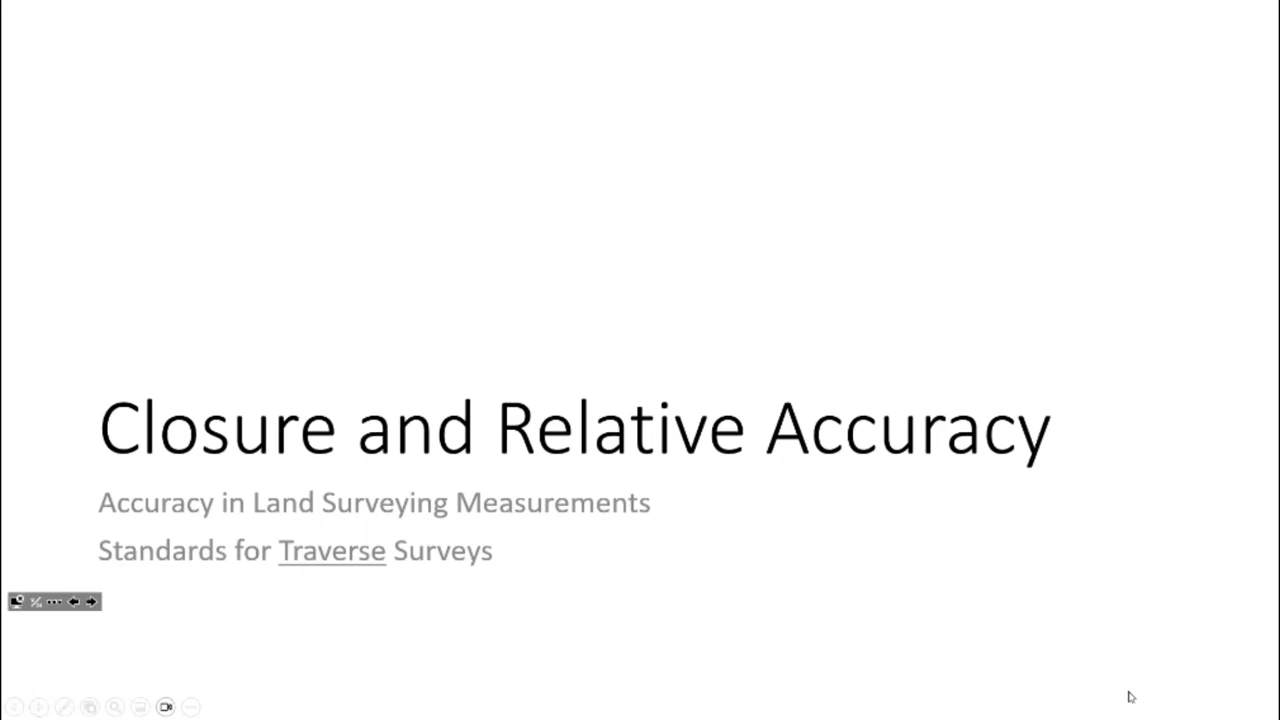 Closure and Relative Accuracy
Accuracy in Land Surveying Measurements
Standards for Traverse Surveys